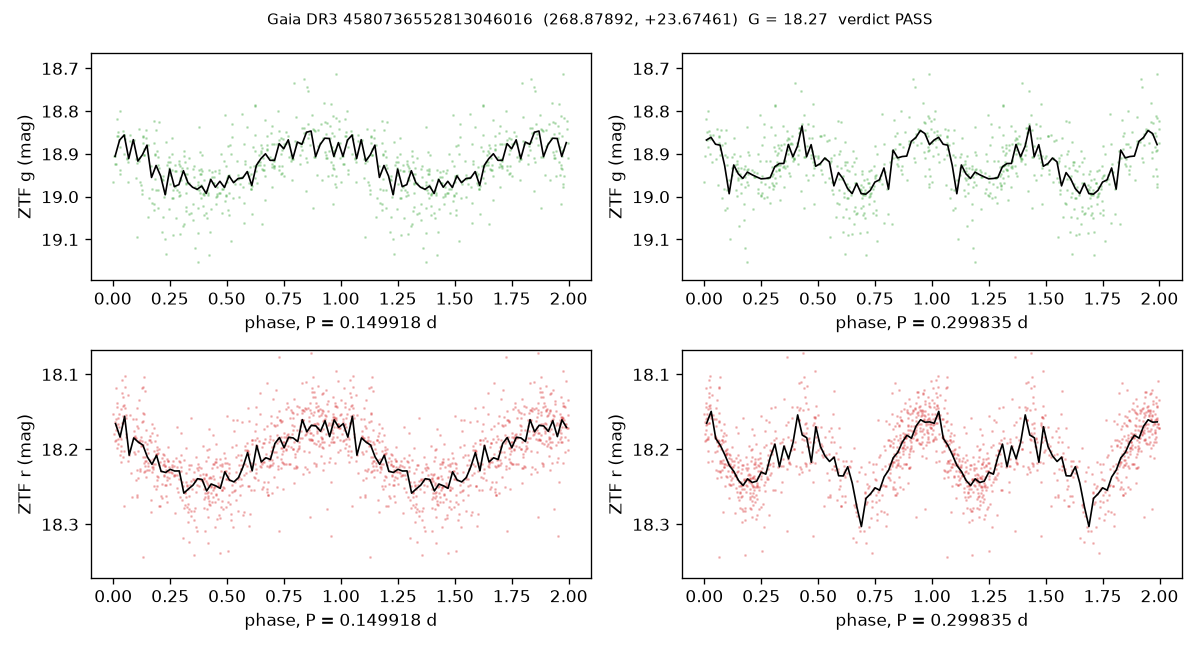 Gaia DR3 4580736552813046016 (268.87892, +23.67461) G = 18.27 verdict PASS
ZTF g (mag)
18.7
18.8
18.9
19.0
19.1
0.00 0.25 0.50 0.75 1.00 1.25 1.50 1.75 2.00
phase, P = 0.149918 d
ZTF g (mag)
18.7
18.8
18.9
19.0
19.1
0.00 0.25 0.50 0.75 1.00 1.25 1.50 1.75 2.00
phase, P = 0.299835 d
ZTF r (mag)
18.1
18.2
18.3
0.00 0.25 0.50 0.75 1.00 1.25 1.50 1.75 2.00
phase, P = 0.149918 d
ZTF r (mag)
18.1
18.2
18.3
0.00 0.25 0.50 0.75 1.00 1.25 1.50 1.75 2.00
phase, P = 0.299835 d